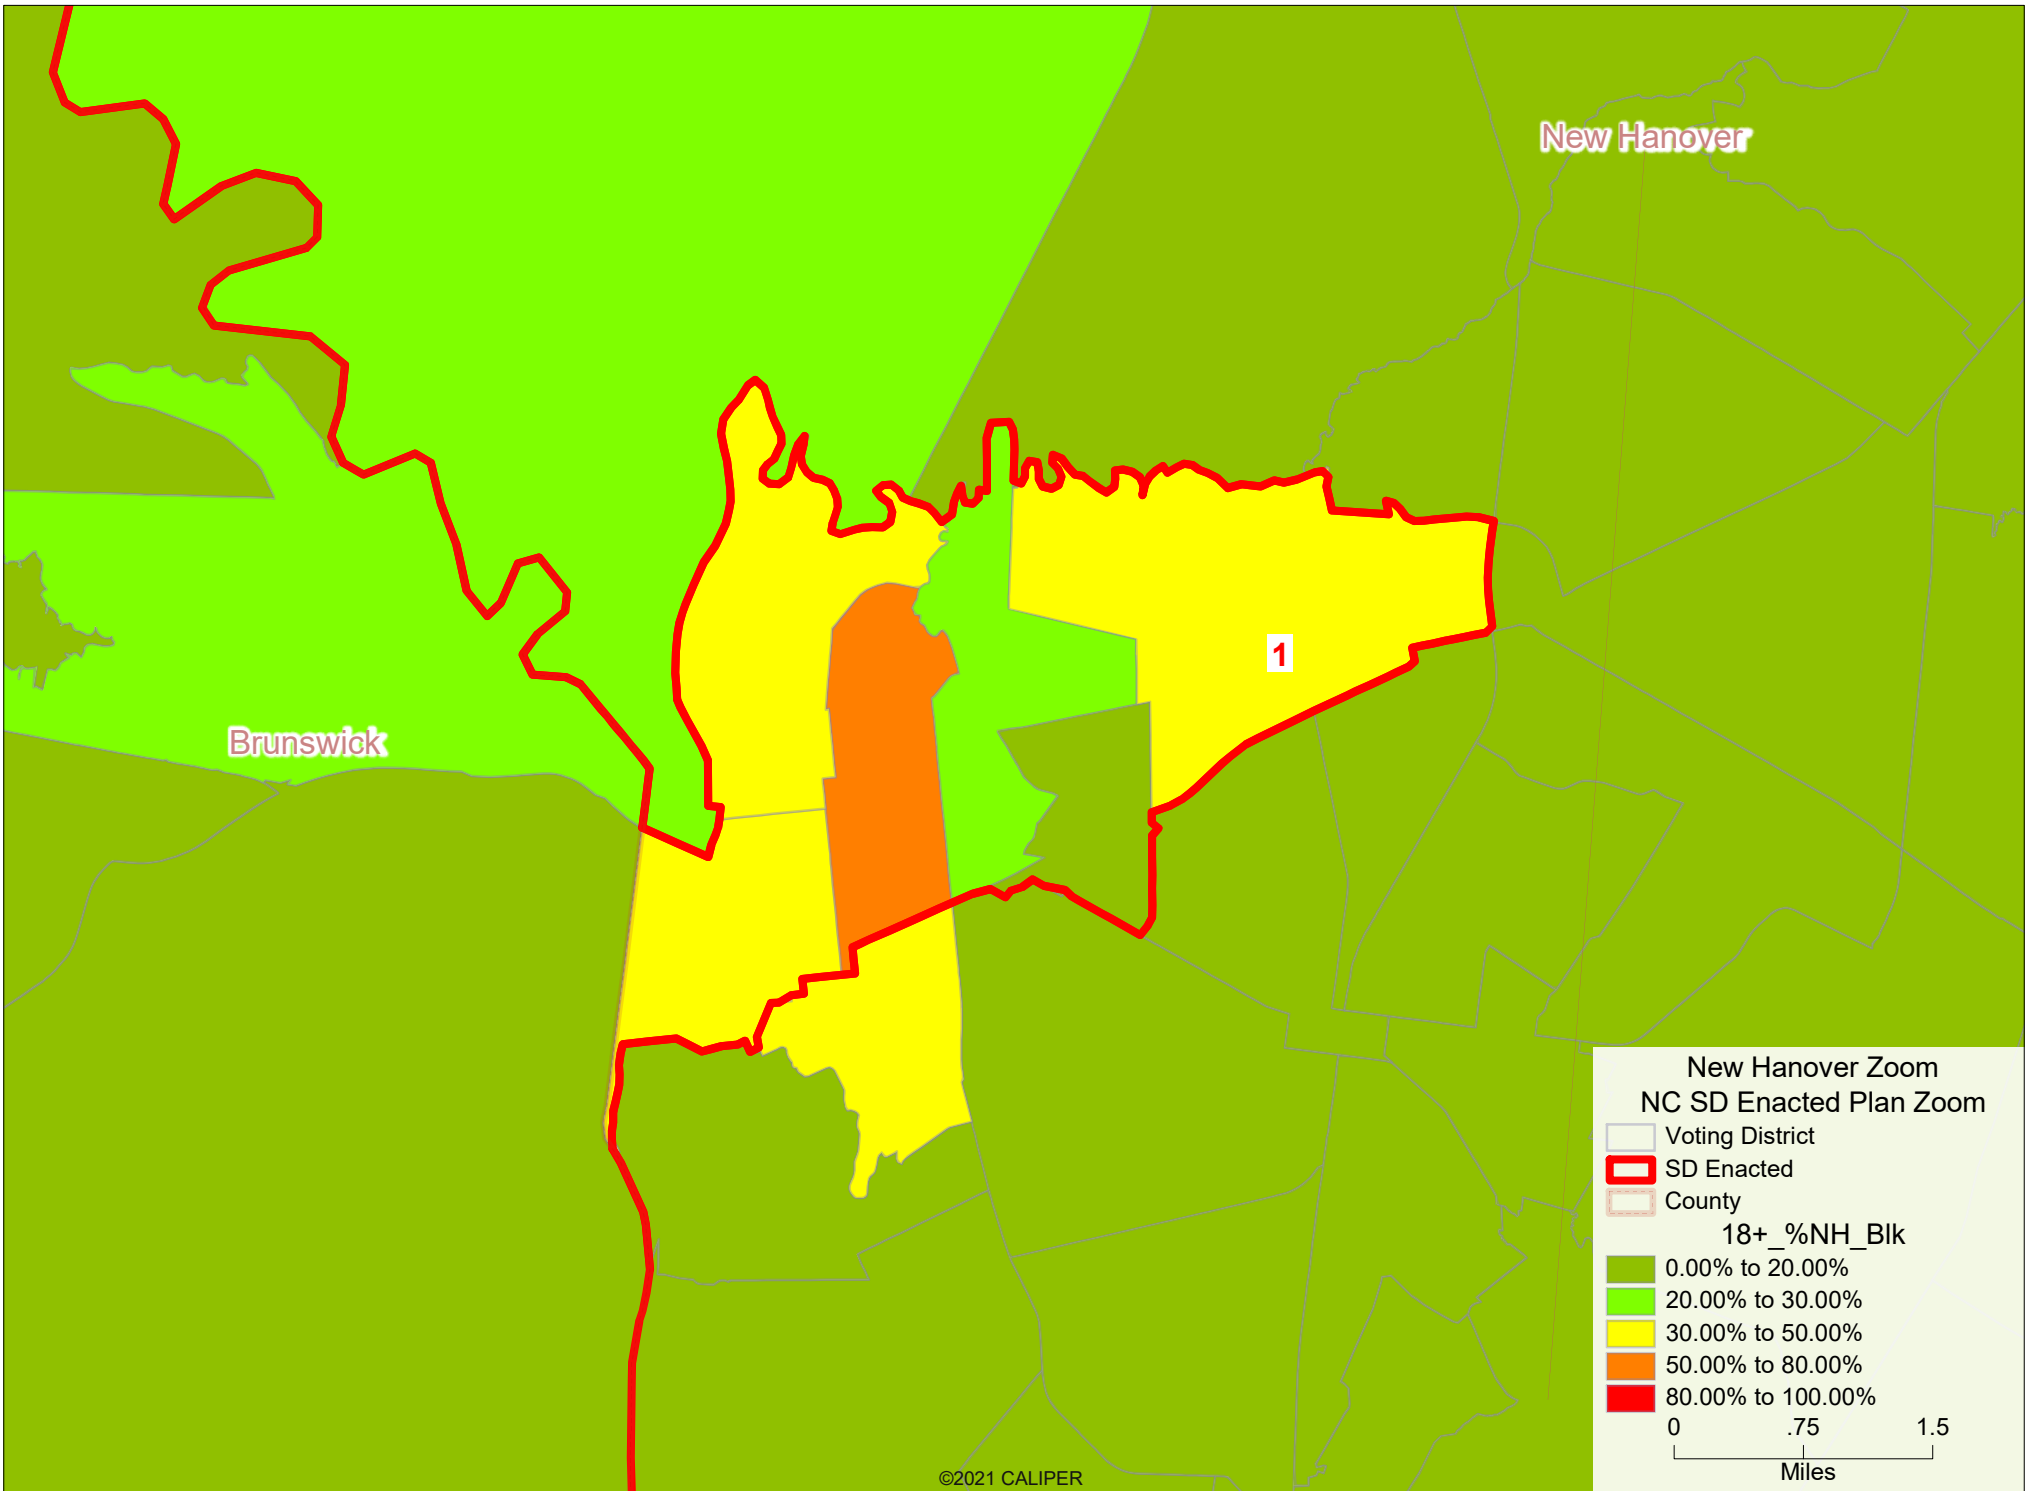 New Hanover
1
Brunswick
New Hanover Zoom
NC SD Enacted Plan Zoom
Voting District
SD Enacted
County
18+_%NH_Blk
0.00% to 20.00%
20.00% to 30.00%
30.00% to 50.00%
50.00% to 80.00%
80.00% to 100.00%
0 .75 1.5
Miles
©2021 CALIPER